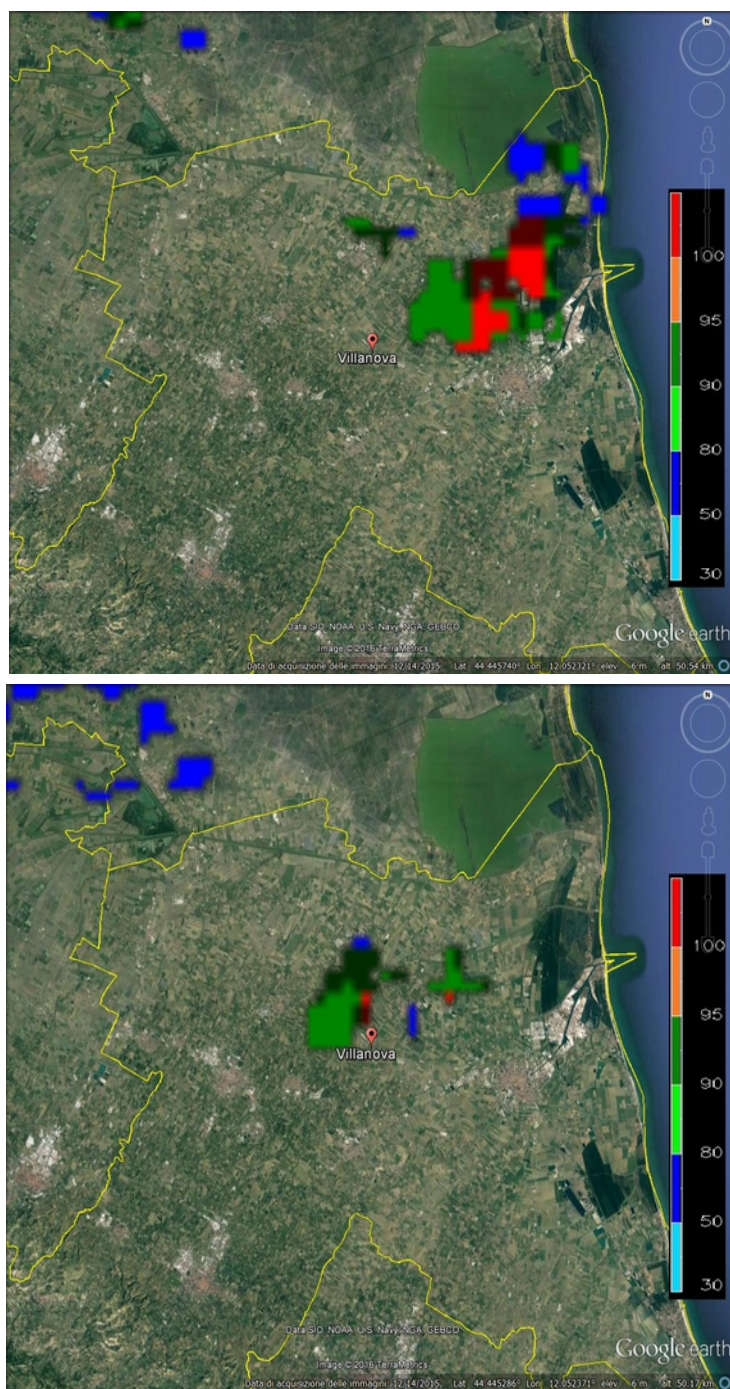 N
100
95
90
80
50
30
Villanova
Data SIO, NOAA, U.S. Navy, NGA, GEBCO
Image © 2016 TerraMetrics
Google earth
Data di acquisizione delle immagini: 12/14/2015 Lat 44.445740° Lon 12.052321° elev 6 m alt 50.54 km
N
100
95
90
80
50
30
Villanova
Data SIO, NOAA, U.S. Navy, NGA, GEBCO
Image © 2016 TerraMetrics
Google earth
Data di acquisizione delle immagini: 12/14/2015 Lat 44.445286° Lon 12.052371° elev 6 m alt 50.17 km